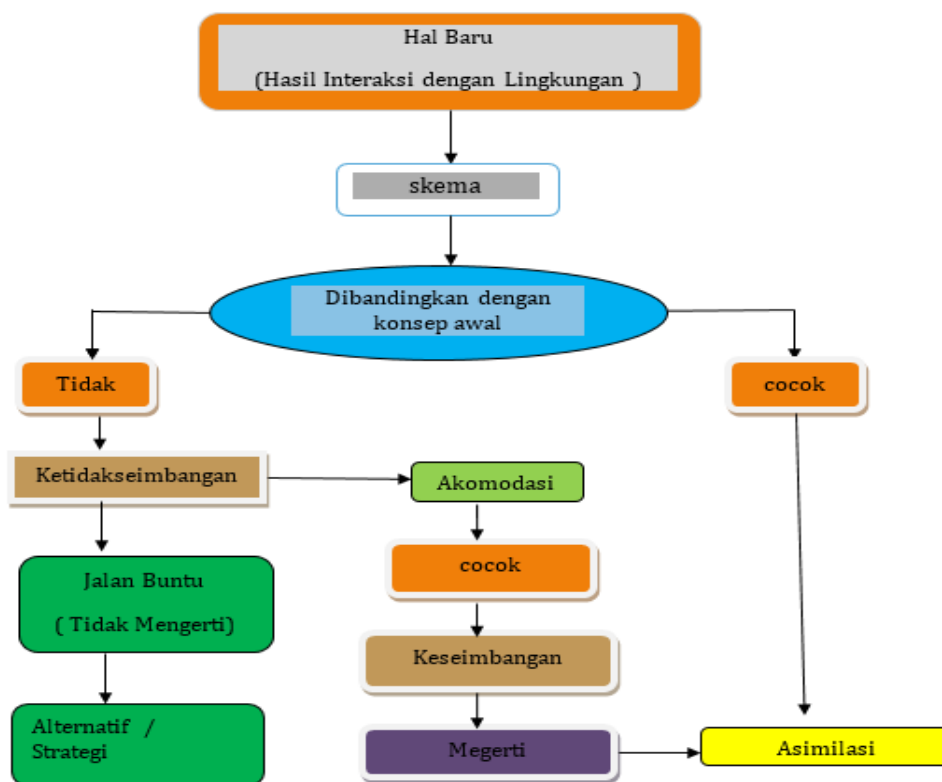 Hal Baru
(Hasil Interaksi dengan Lingkungan )
skema
Dibandingkan dengan
konsep awal
Tidak
cocok
Ketidakseimbangan
Akomodasi
cocok
Jalan Buntu
( Tidak Mengerti)
Keseimbangan
Alternatif /
Strategi
Megerti
Asimilasi